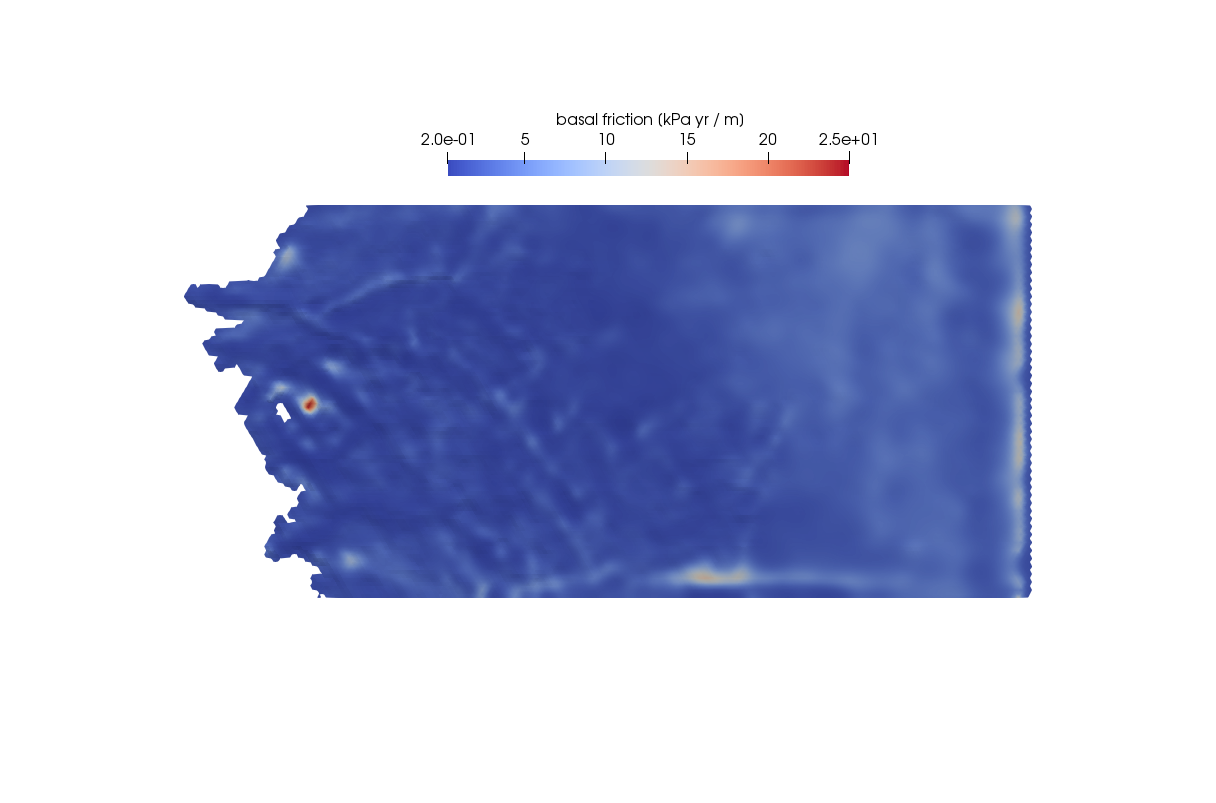 basal friction (kPa yr / m)
2.0e-01 5 10 15 20 2.5e+01